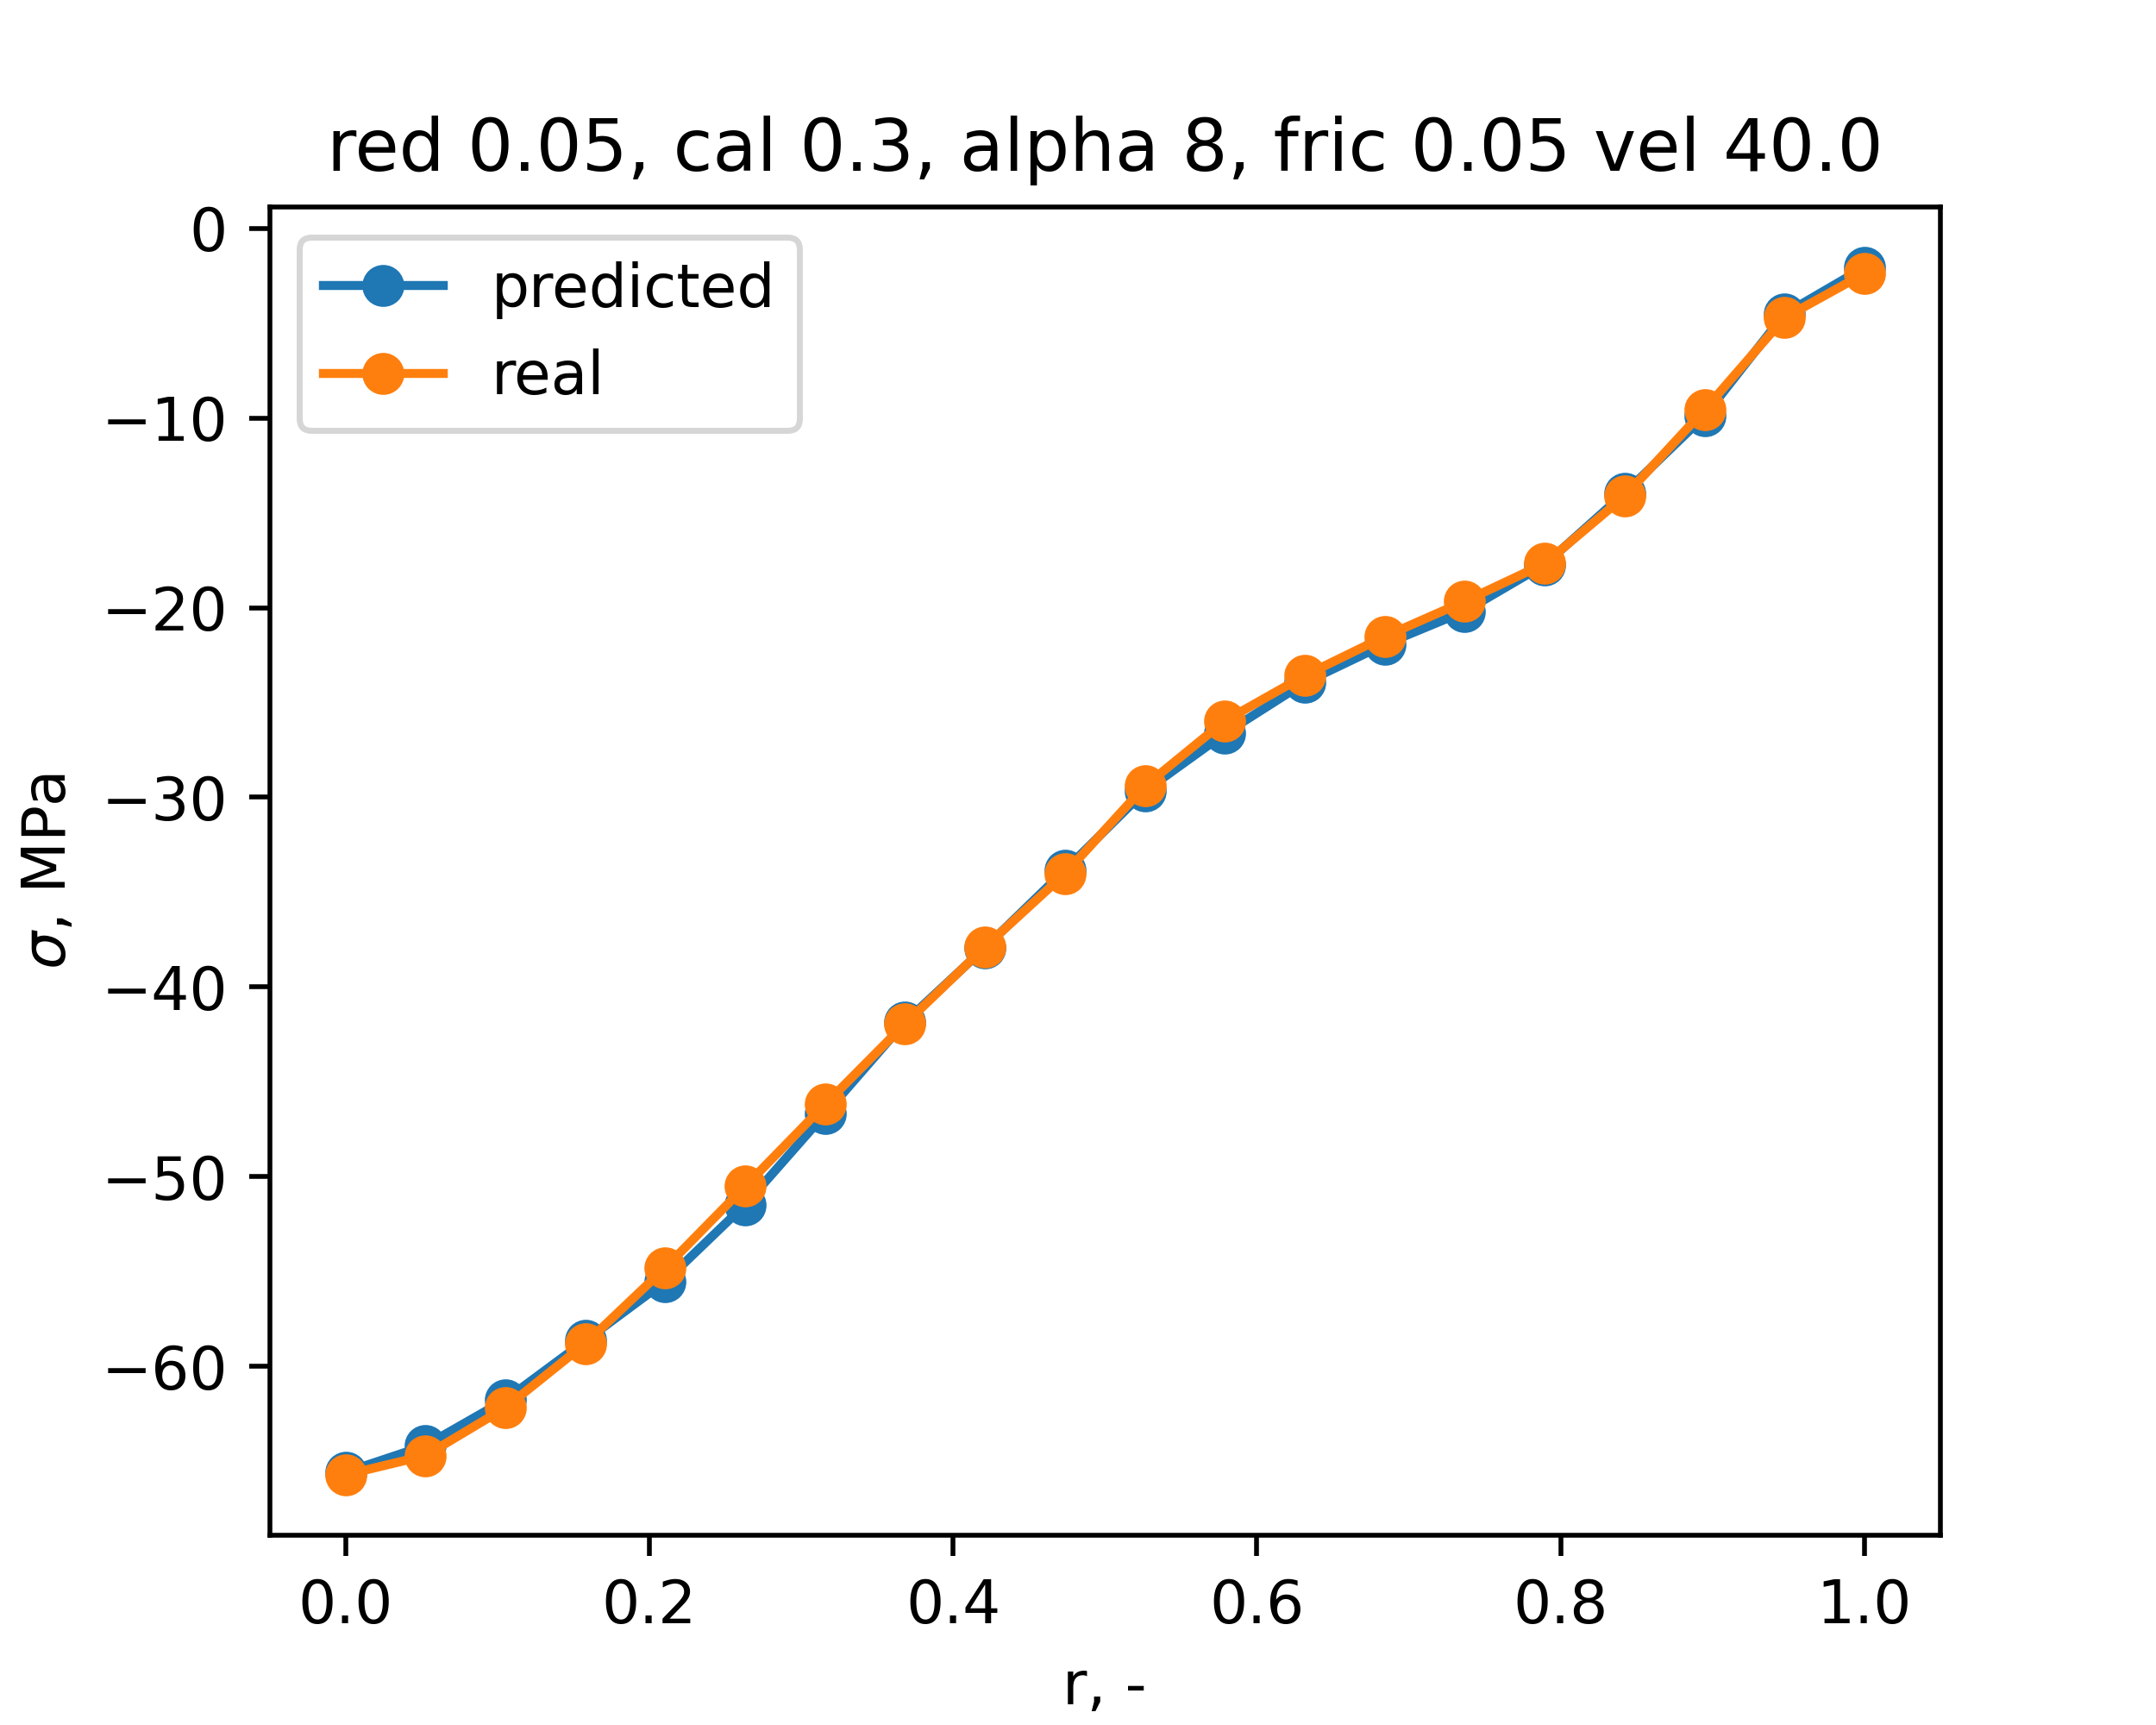 red 0.05, cal 0.3, alpha 8, fric 0.05 vel 40.0
predicted
real
0
−10
−20
−30
−40
−50
−60
σ, MPa
0.0 0.2 0.4 0.6 0.8 1.0
r, -